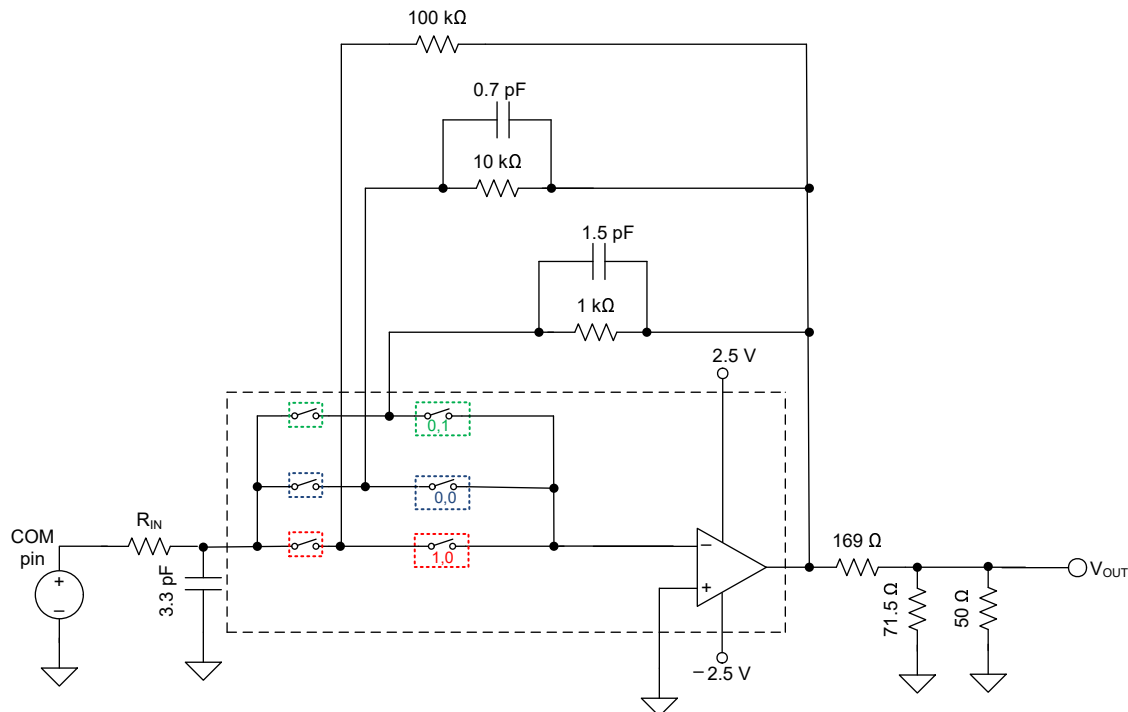 100 kΩ
0.7 pF
10 kΩ
1.5 pF
1 kΩ
2.5 V
0,1
0,0
1,0
COM
pin
R_IN
3.3 pF
+
−
−
+
−2.5 V
169 Ω
71.5 Ω
50 Ω
V_OUT